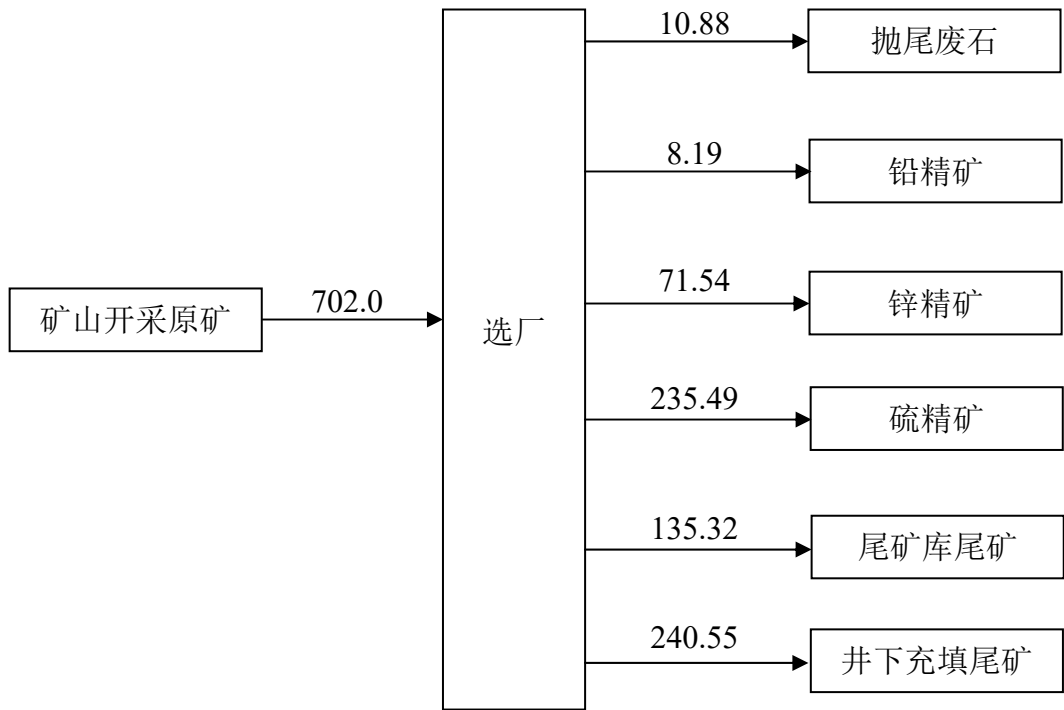 10.88
抛尾废石
8.19
铅精矿
71.54
锌精矿
矿山开采原矿
702.0
选厂
235.49
硫精矿
135.32
尾矿库尾矿
240.55
井下充填尾矿